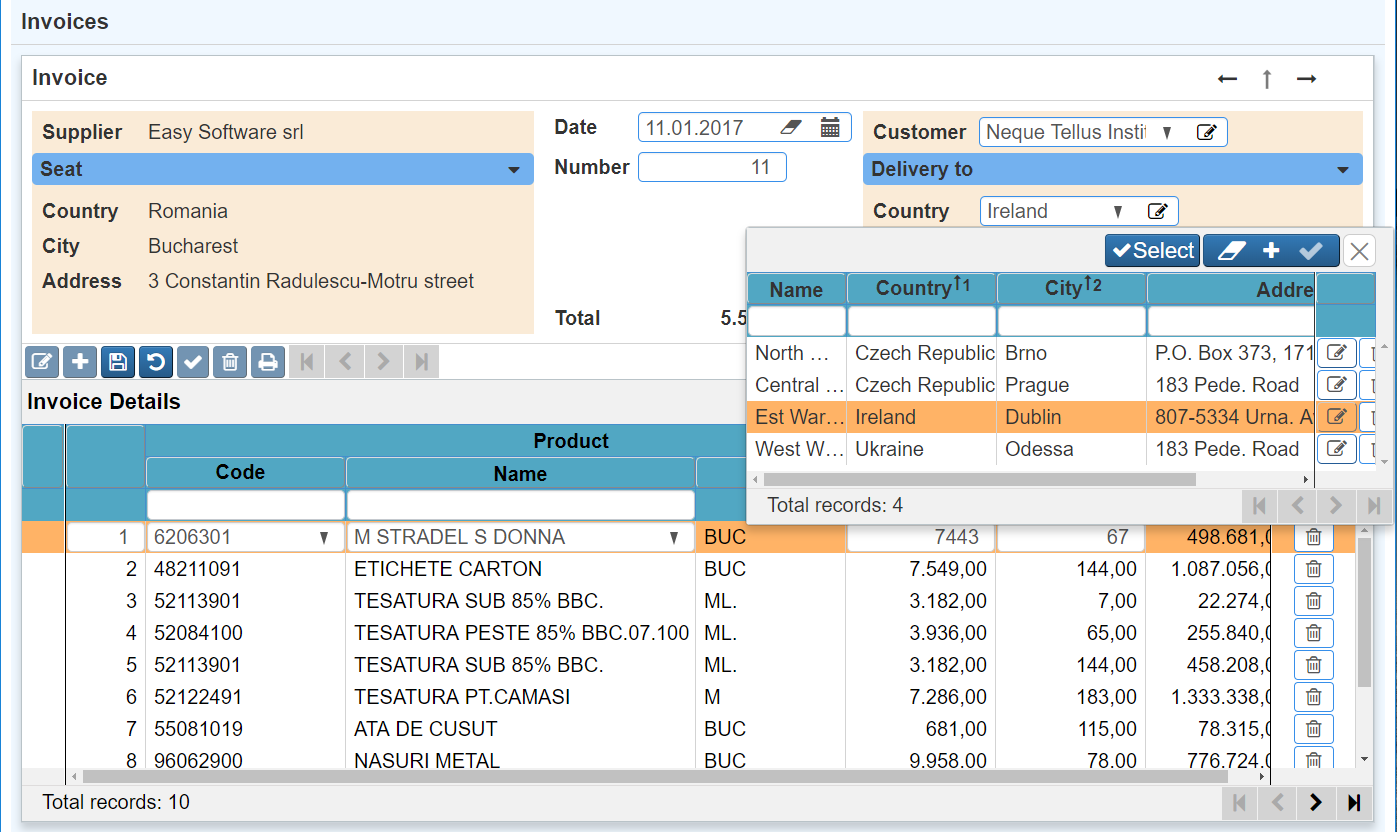 Invoices
Invoice
Supplier Easy Software srl
Seat
Country Romania
City Bucharest
Address 3 Constantin Radulescu-Motru street
Date 11.01.2017
Number 11
Total 5.5
Customer Neque Tellus Instit
Delivery to
Country Ireland
Select
Name Country 1 City 2 Addre
North ... Czech Republic Brno P.O. Box 373, 171
Central ... Czech Republic Prague 183 Pede. Road
Est War... Ireland Dublin 807-5334 Urna. A
West W... Ukraine Odessa 183 Pede. Road
Total records: 4
Invoice Details
Product
Code Name
1 6206301 M STRADEL S DONNA BUC 7443 67 498.681,0
2 48211091 ETICHETE CARTON BUC 7.549,00 144,00 1.087.056,0
3 52113901 TESATURA SUB 85% BBC. ML. 3.182,00 7,00 22.274,0
4 52084100 TESATURA PESTE 85% BBC.07.100 ML. 3.936,00 65,00 255.840,0
5 52113901 TESATURA SUB 85% BBC. ML. 3.182,00 144,00 458.208,0
6 52122491 TESATURA PT.CAMASI M 7.286,00 183,00 1.333.338,0
7 55081019 ATA DE CUSUT BUC 681,00 115,00 78.315,0
8 96062900 NASURI METAL BUC 9.958,00 78,00 776.724,0
Total records: 10